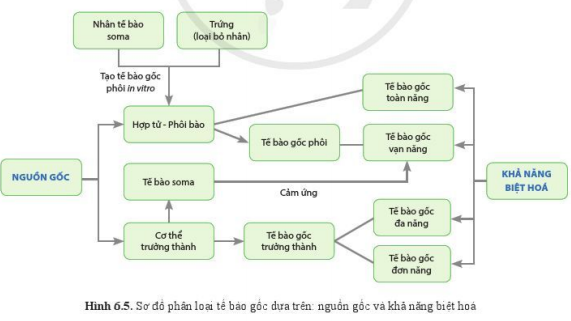 Nhân tế bào
soma
Trứng
(loại bỏ nhân)
Tạo tế bào gốc
phôi in vitro
Tế bào gốc
toàn năng
Hợp tử - Phôi bào
Tế bào gốc phôi
Tế bào gốc
vạn năng
NGUỒN GỐC
Tế bào soma
Cảm ứng
KHẢ NĂNG
BIỆT HOÁ
Cơ thể
trưởng thành
Tế bào gốc
trưởng thành
Tế bào gốc
đa năng
Tế bào gốc
đơn năng
Hình 6.5. Sơ đồ phân loại tế bào gốc dựa trên: nguồn gốc và khả năng biệt hoá